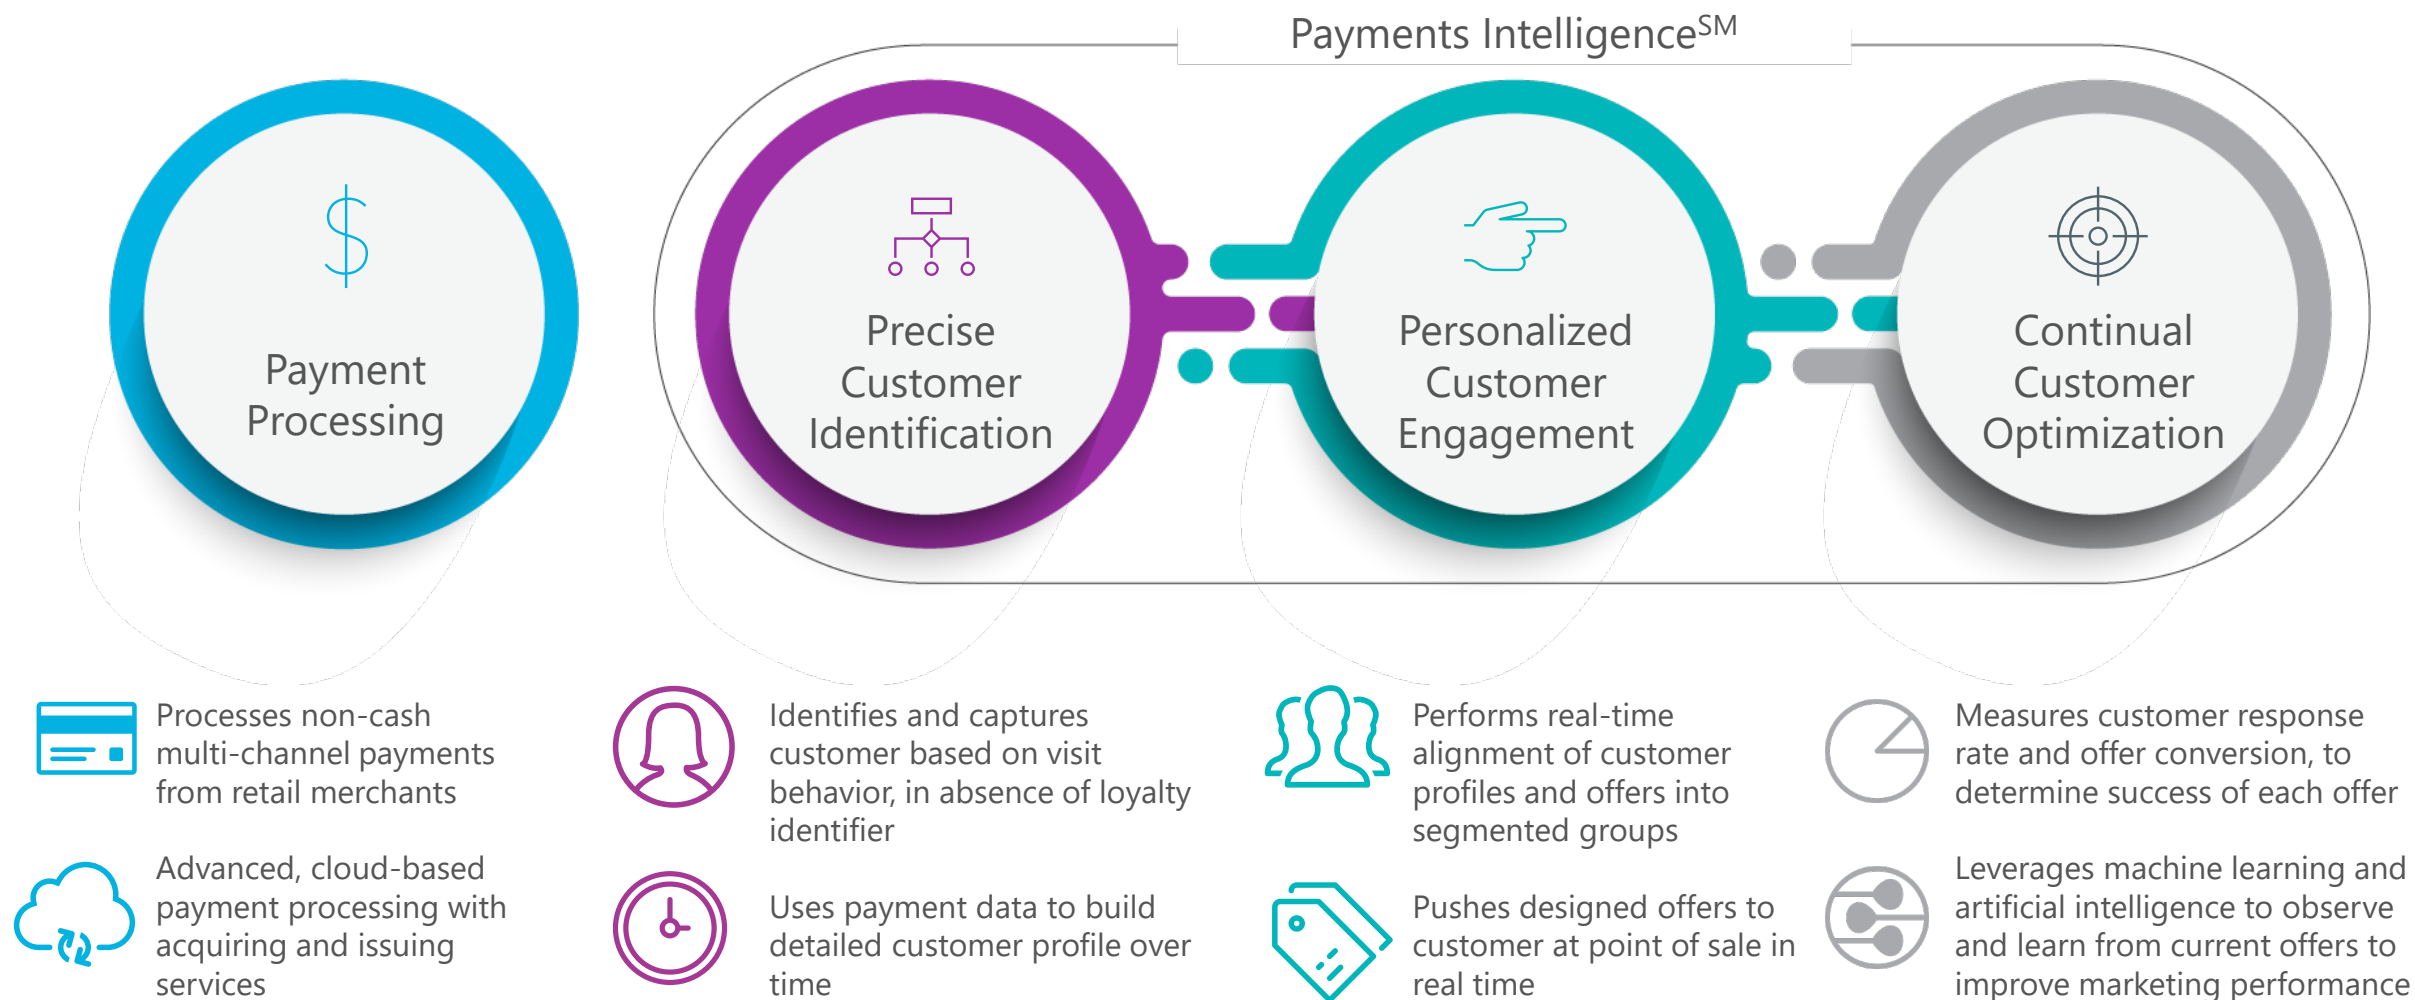 Payments Intelligence℠
Payment
Processing
Precise
Customer
Identification
Personalized
Customer
Engagement
Continual
Customer
Optimization
Processes non-cash
multi-channel payments
from retail merchants
Advanced, cloud-based
payment processing with
acquiring and issuing
services
Identifies and captures
customer based on visit
behavior, in absence of loyalty
identifier
Uses payment data to build
detailed customer profile over
time
Performs real-time
alignment of customer
profiles and offers into
segmented groups
Pushes designed offers to
customer at point of sale in
real time
Measures customer response
rate and offer conversion, to
determine success of each offer
Leverages machine learning and
artificial intelligence to observe
and learn from current offers to
improve marketing performance